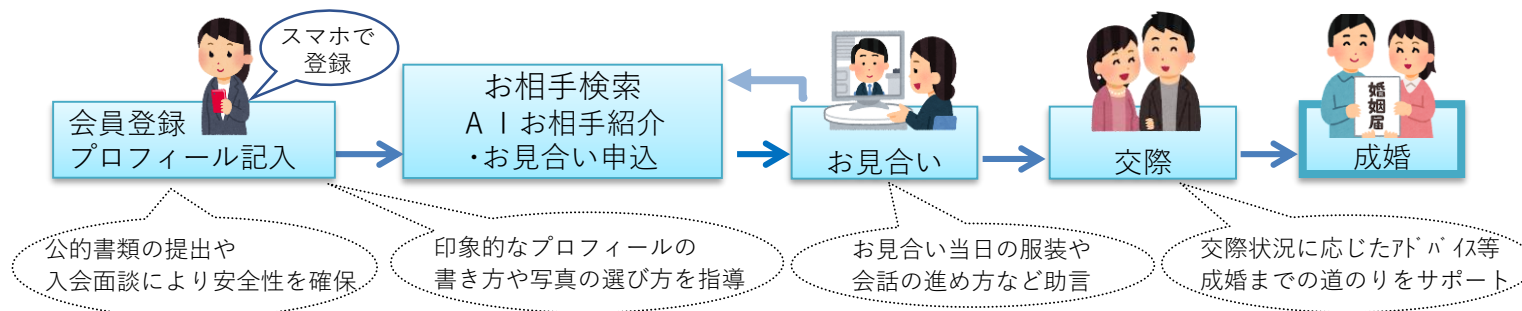 スマホで
登録
会員登録
プロフィール記入
お相手検索
ＡＩお相手紹介
・お見合い申込
お見合い
交際
婚姻届
成婚
公的書類の提出や
入会面談により安全性を確保
印象的なプロフィールの
書き方や写真の選び方を指導
お見合い当日の服装や
会話の進め方など助言
交際状況に応じたｱﾄﾞﾊﾞｲｽ等
成婚までの道のりをサポート